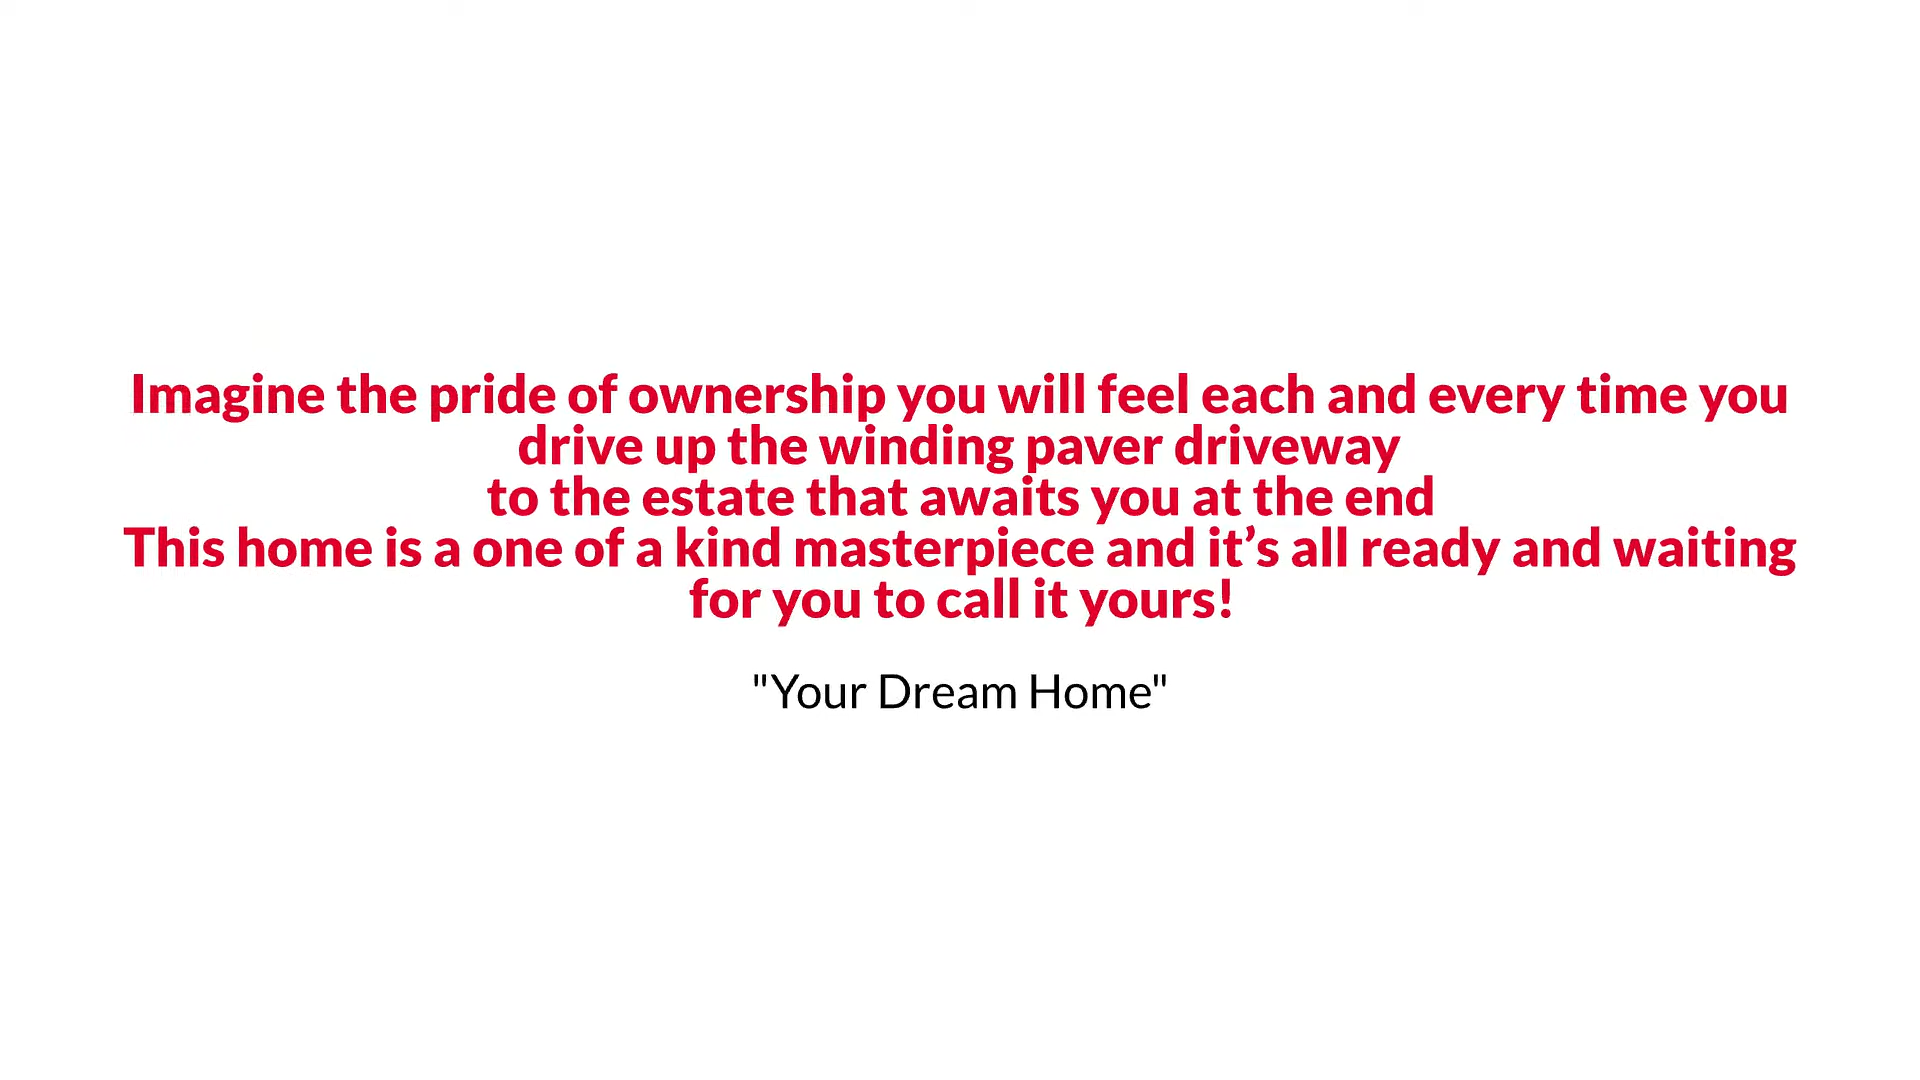 Imagine the pride of ownership you will feel each and every time you
drive up the winding paver driveway
to the estate that awaits you at the end
This home is a one of a kind masterpiece and it’s all ready and waiting
for you to call it yours!
"Your Dream Home"